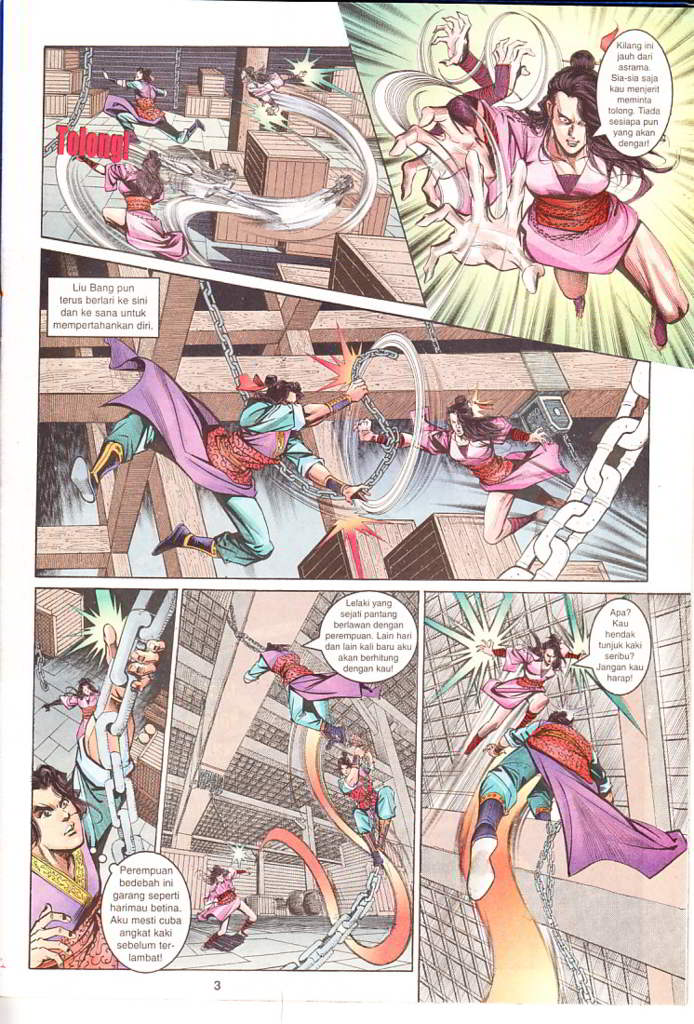 Tolong!
Kilang ini
jauh dari
asrama.
Sia-sia saja
kau menjerit
meminta
tolong. Tiada
sesiapa pun
yang akan
dengar!
Liu Bang pun
terus berlari ke sini
dan ke sana untuk
mempertahankan diri.
Perempuan
bedebah ini
garang seperti
harimau betina.
Aku mesti cuba
angkat kaki
sebelum ter-
lambat!
Lelaki yang
sejati pantang
berlawan dengan
perempuan. Lain hari
dan lain kali baru aku
akan berhitung
dengan kau!
Apa?
Kau
hendak
tunjuk kaki
seribu?
Jangan kau
harap!
3